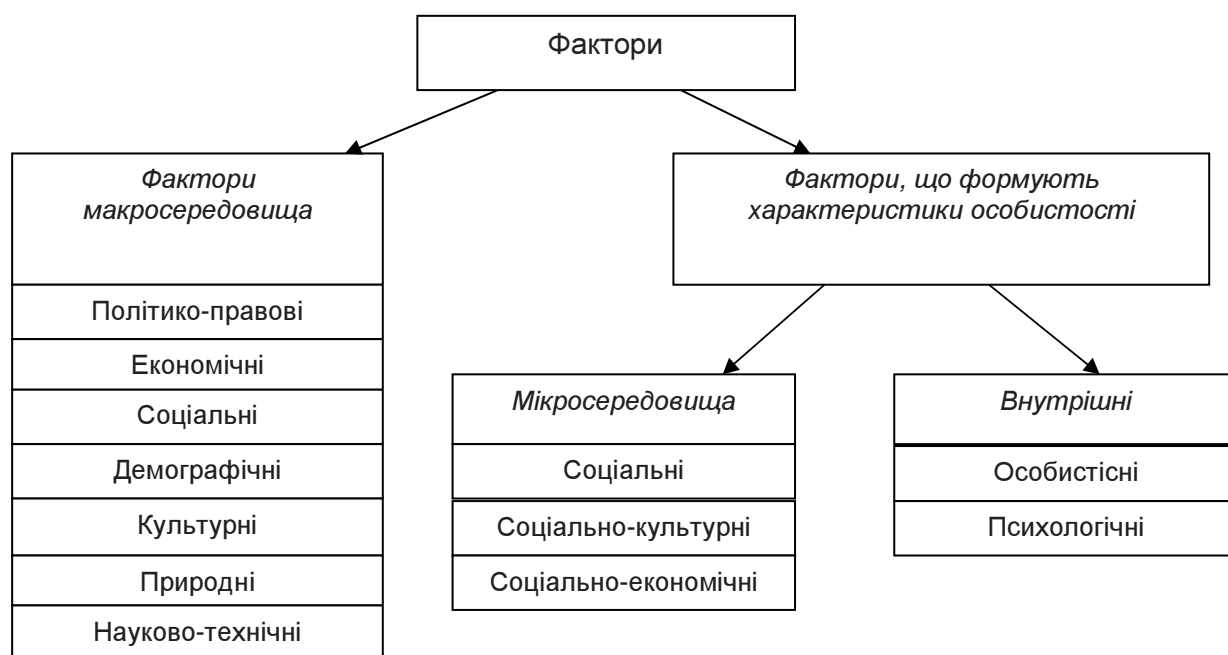 Фактори
Фактори
макросередовища
Політико-правові
Економічні
Соціальні
Демографічні
Культурні
Природні
Науково-технічні
Фактори, що формують
характеристики особистості
Мікросередовища
Соціальні
Соціально-культурні
Соціально-економічні
Внутрішні
Особистісні
Психологічні